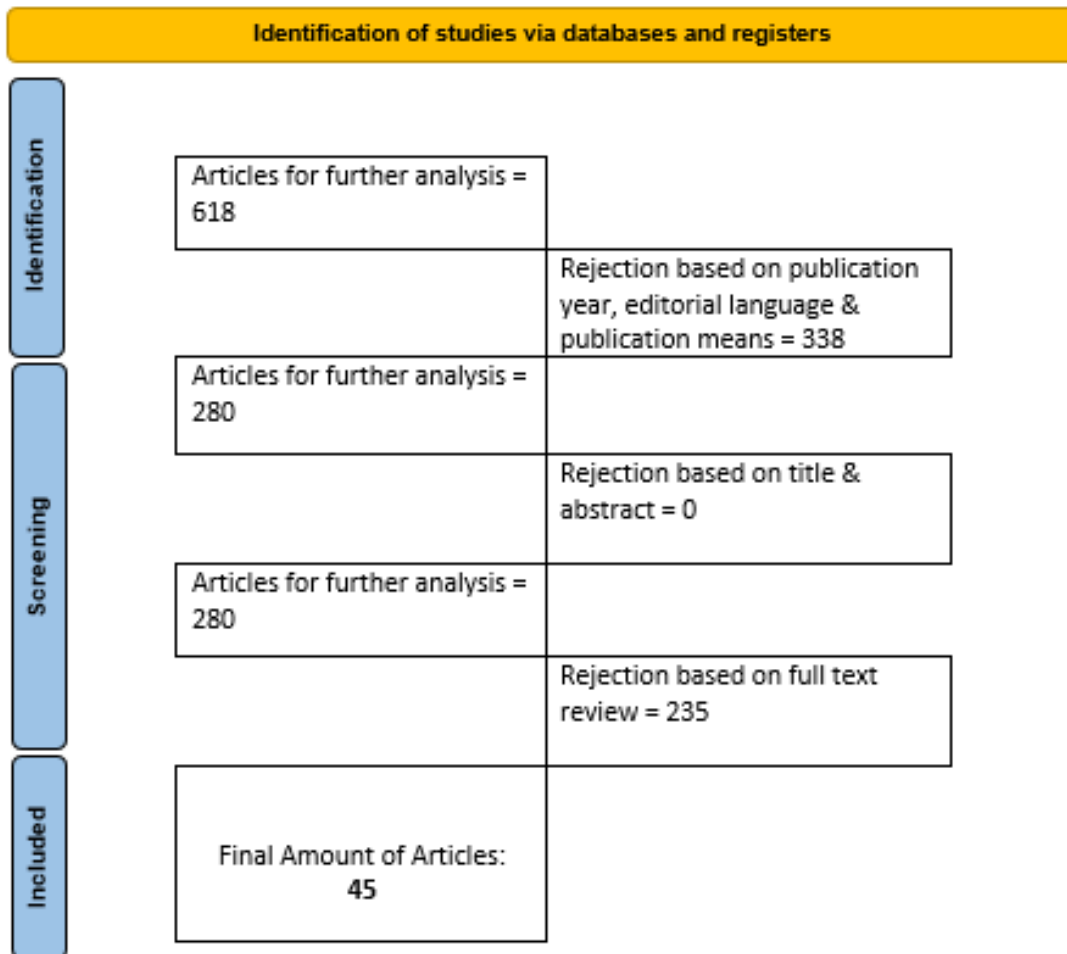 Identification of studies via databases and registers
Identification
Articles for further analysis =
618
Rejection based on publication
year, editorial language &
publication means = 338
Screening
Articles for further analysis =
280
Rejection based on title &
abstract = 0
Articles for further analysis =
280
Rejection based on full text
review = 235
Included
Final Amount of Articles:
45